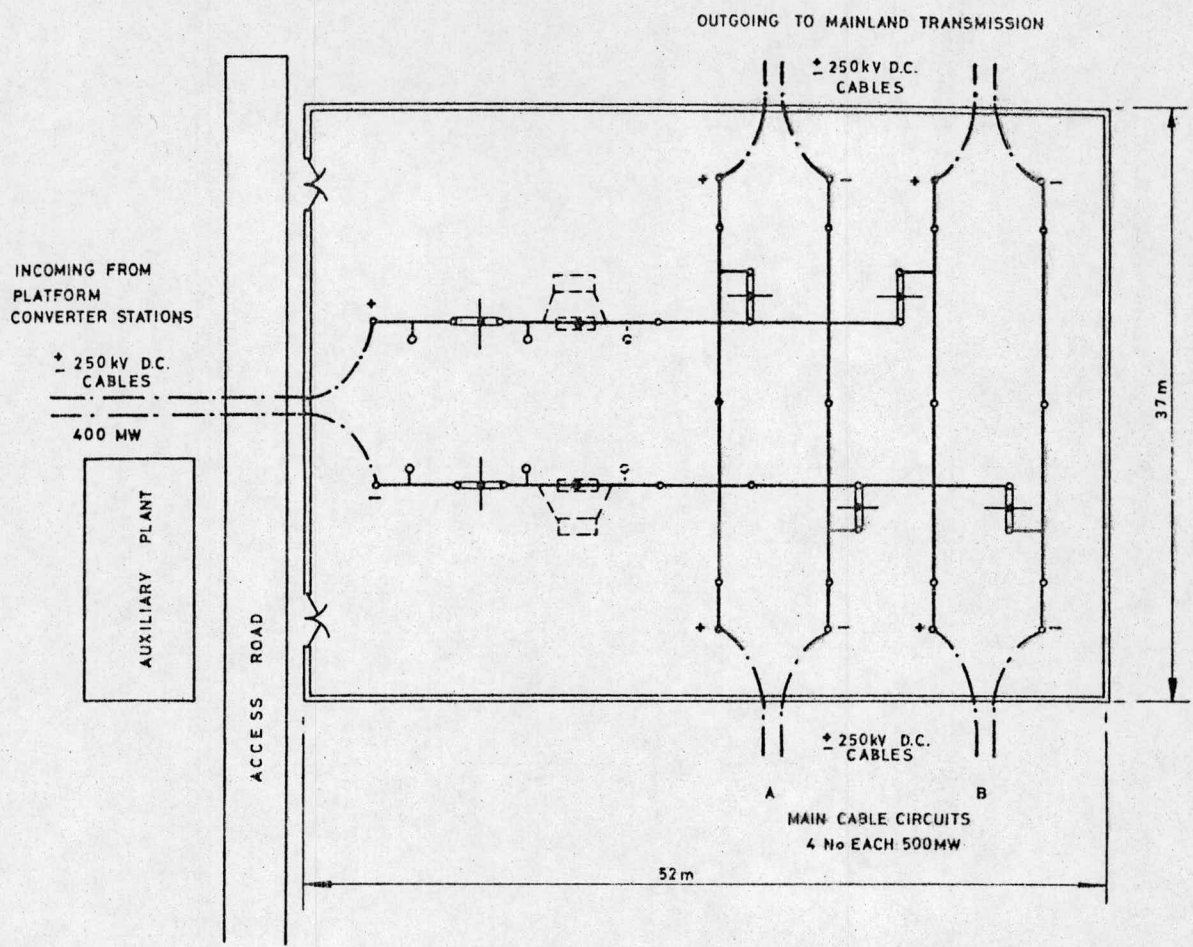 OUTGOING TO MAINLAND TRANSMISSION
± 250kV D.C.
CABLES
+
-
+
-
INCOMING FROM
PLATFORM
CONVERTER STATIONS
± 250kV D.C.
CABLES
400 MW
+
-
AUXILIARY PLANT
ACCESS ROAD
37m
+
-
+
-
± 250kV D.C.
CABLES
A
B
MAIN CABLE CIRCUITS
4 No EACH 500MW
52m